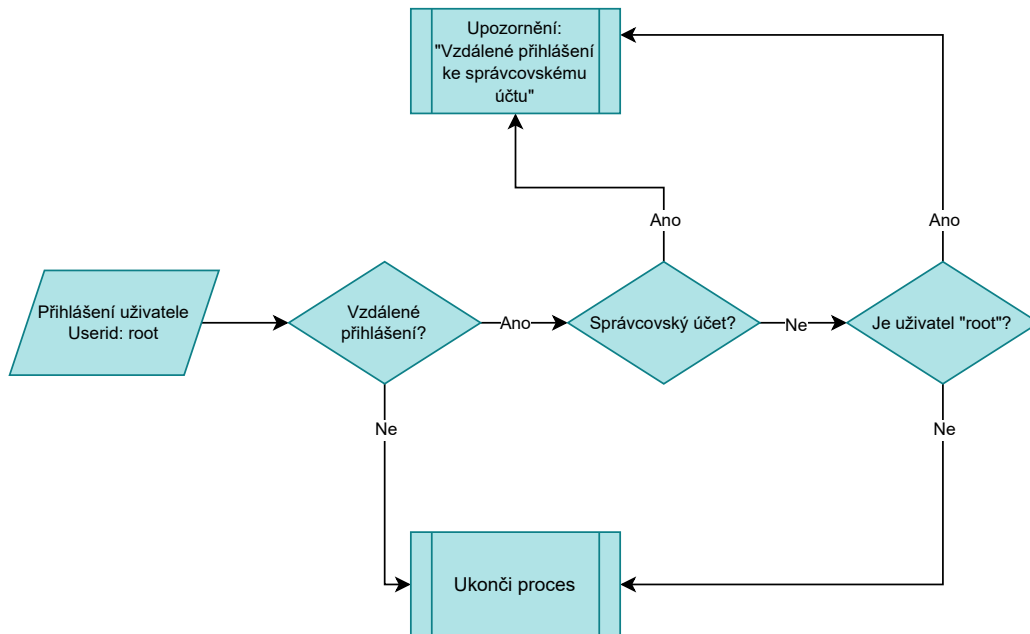 Upozornění:
"Vzdálené přihlášení
ke správcovskému
účtu"
Ano
Ano
Přihlášení uživatele
Userid: root
Vzdálené
přihlášení?
Ano
Správcovský účet?
Ne
Je uživatel "root"?
Ne
Ne
Ukonči proces